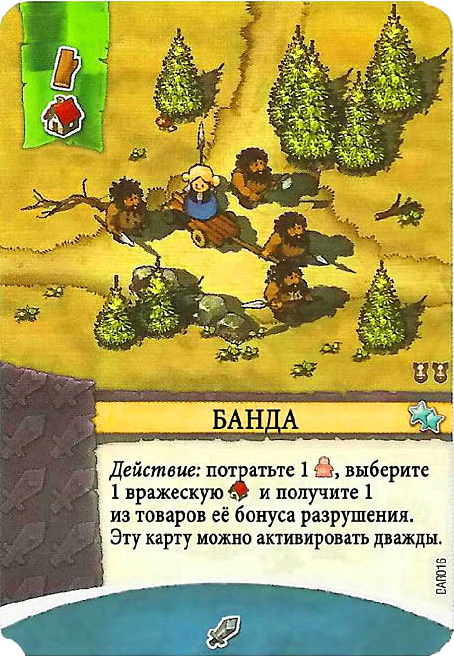 БАНДА
Действие: потратьте 1 , выберите
1 вражескую и получите 1
из товаров её бонуса разрушения.
Эту карту можно активировать дважды.
CAR016